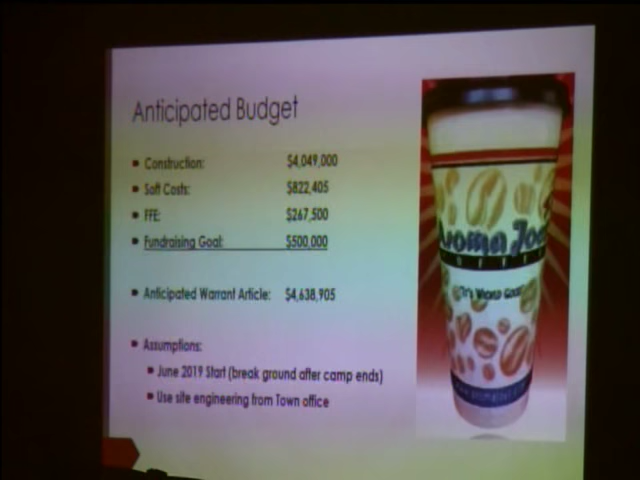 Anticipated Budget
Construction: $4,049,000
Soft Costs: $822,405
FFE: $267,500
Fundraising Goal: $500,000
Anticipated Warrant Article: $4,638,905
Assumptions:
June 2019 Start (break ground after camp ends)
Use site engineering from Town office
Aroma Joe
COFFEE